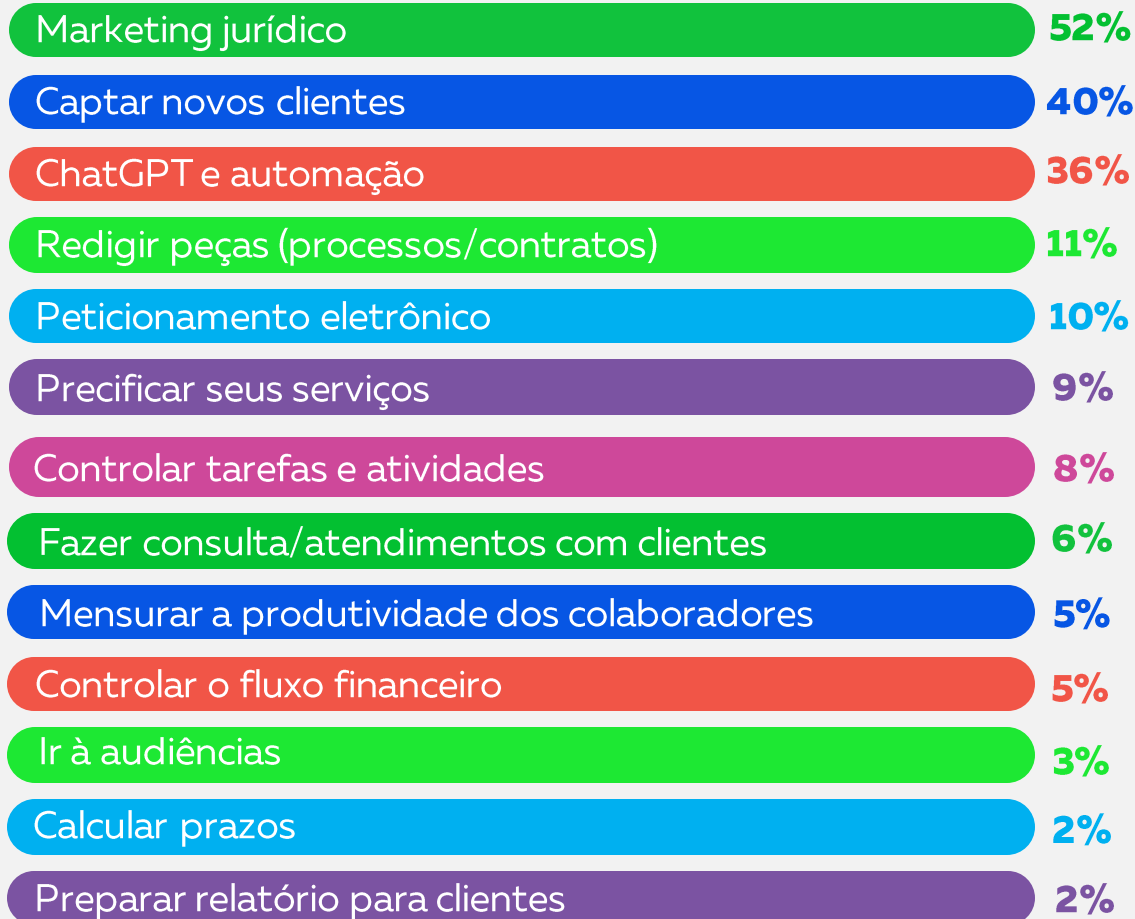 Marketing jurídico 52%
Captar novos clientes 40%
ChatGPT e automação 36%
Redigir peças (processos/contratos) 11%
Peticionamento eletrônico 10%
Precificar seus serviços 9%
Controlar tarefas e atividades 8%
Fazer consulta/atendimentos com clientes 6%
Mensurar a produtividade dos colaboradores 5%
Controlar o fluxo financeiro 5%
Ir à audiências 3%
Calcular prazos 2%
Preparar relatório para clientes 2%